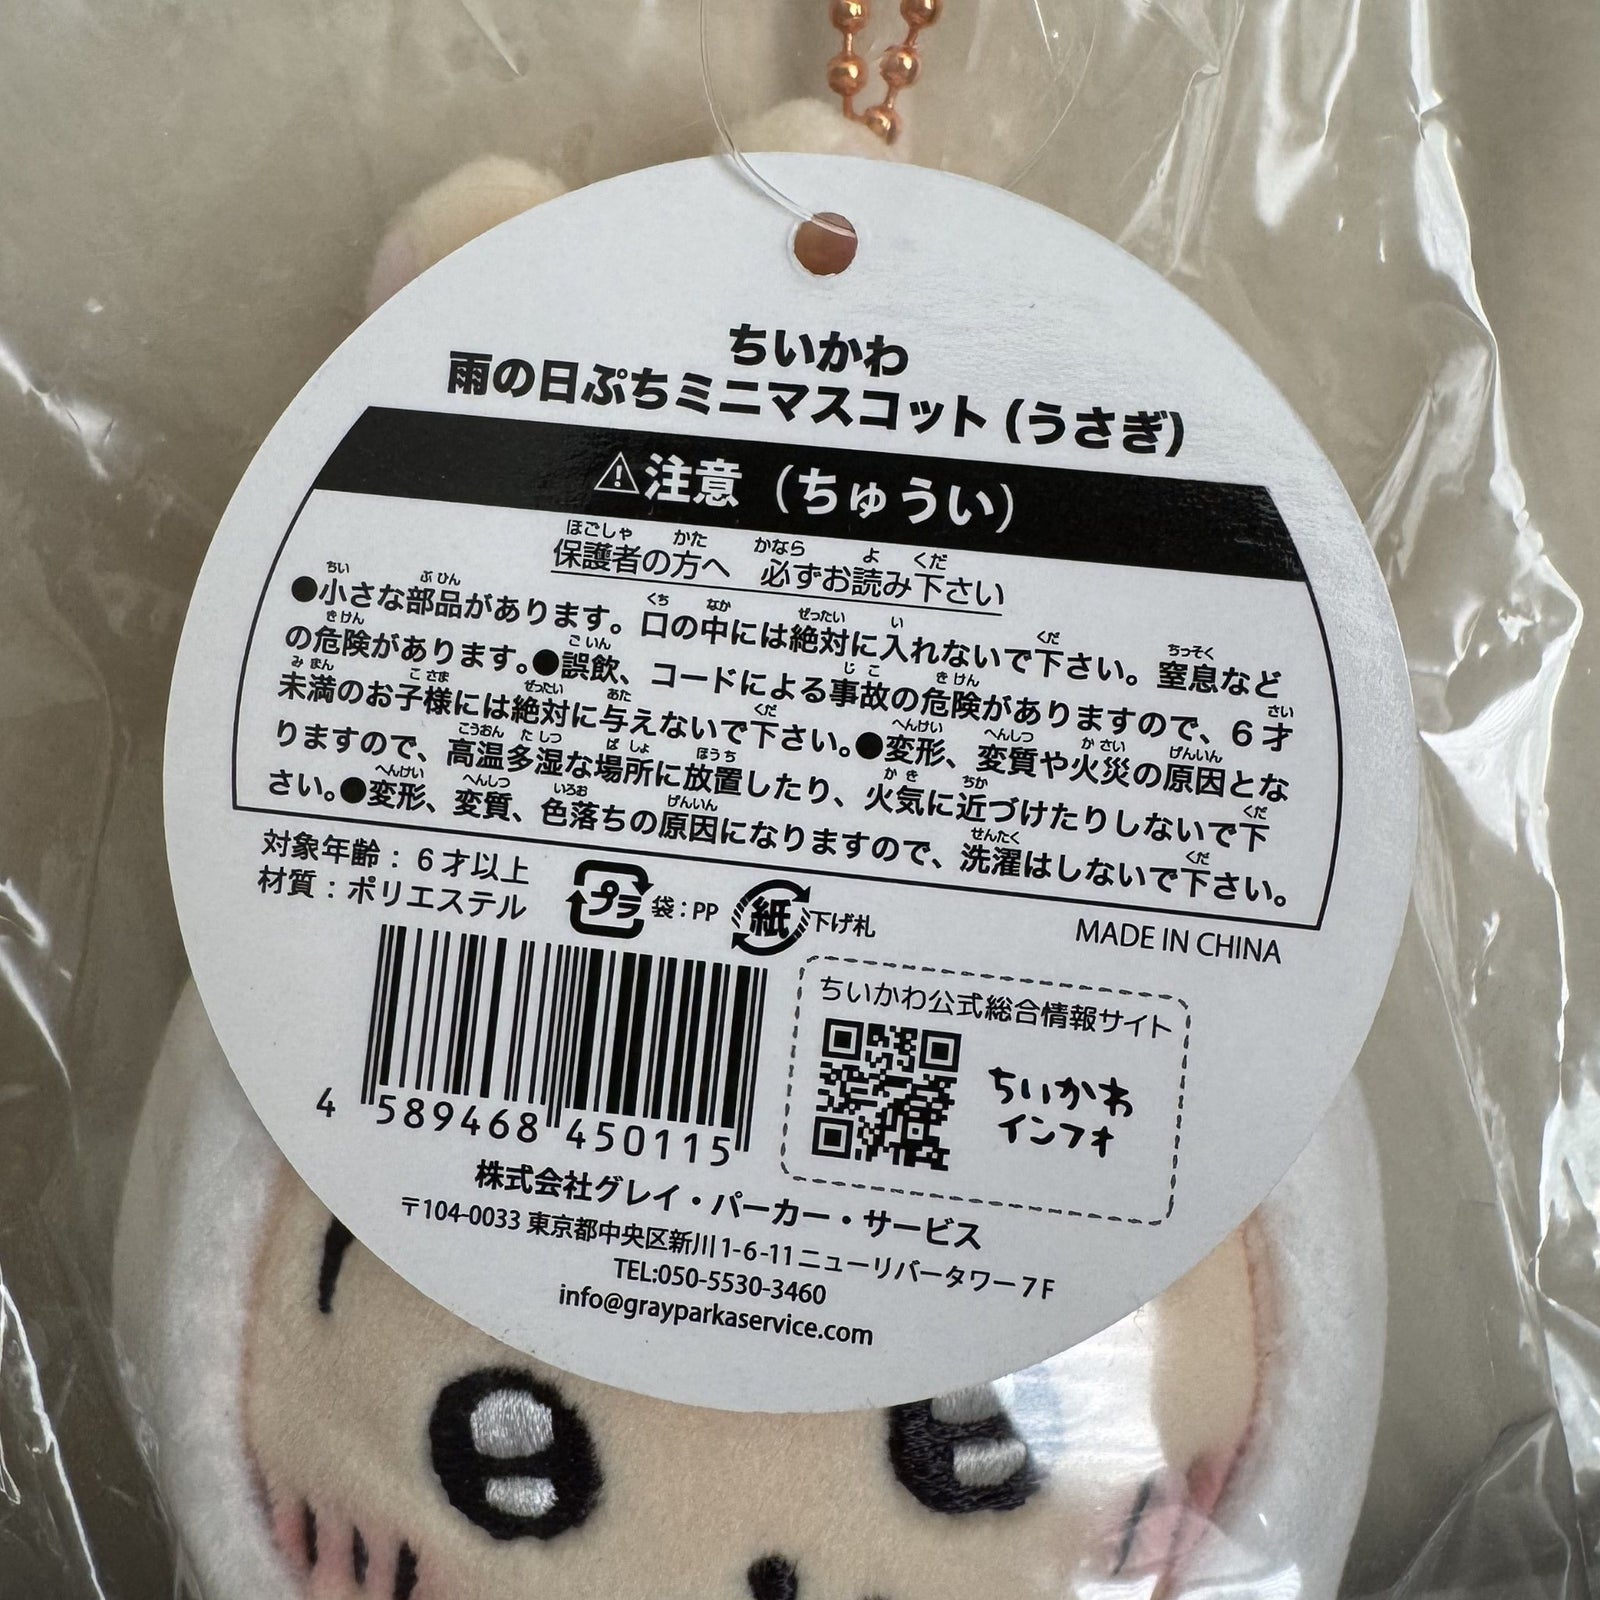 ちいかわ
雨の日ぷちミニマスコット(うさぎ)
⚠注意(ちゅうい)
保護者の方へ 必ずお読み下さい
●小さな部品があります。口の中には絶対に入れないで下さい。窒息など
の危険があります。●誤飲、コードによる事故の危険がありますので、6才
未満のお子様には絶対に与えないで下さい。●変形、変質や火災の原因とな
りますので、高温多湿な場所に放置したり、火気に近づけたりしないで下
さい。●変形、変質、色落ちの原因になりますので、洗濯はしないで下さい。
対象年齢:6才以上
材質:ポリエステル
プラ 袋:PP 紙 下げ札
MADE IN CHINA
4 589468 450115
ちいかわ公式総合情報サイト
ちいかわ
インフォ
株式会社グレイ・パーカー・サービス
〒104-0033 東京都中央区新川1-6-11ニューリバータワー7F
TEL:050-5530-3460
info@grayparkaservice.com